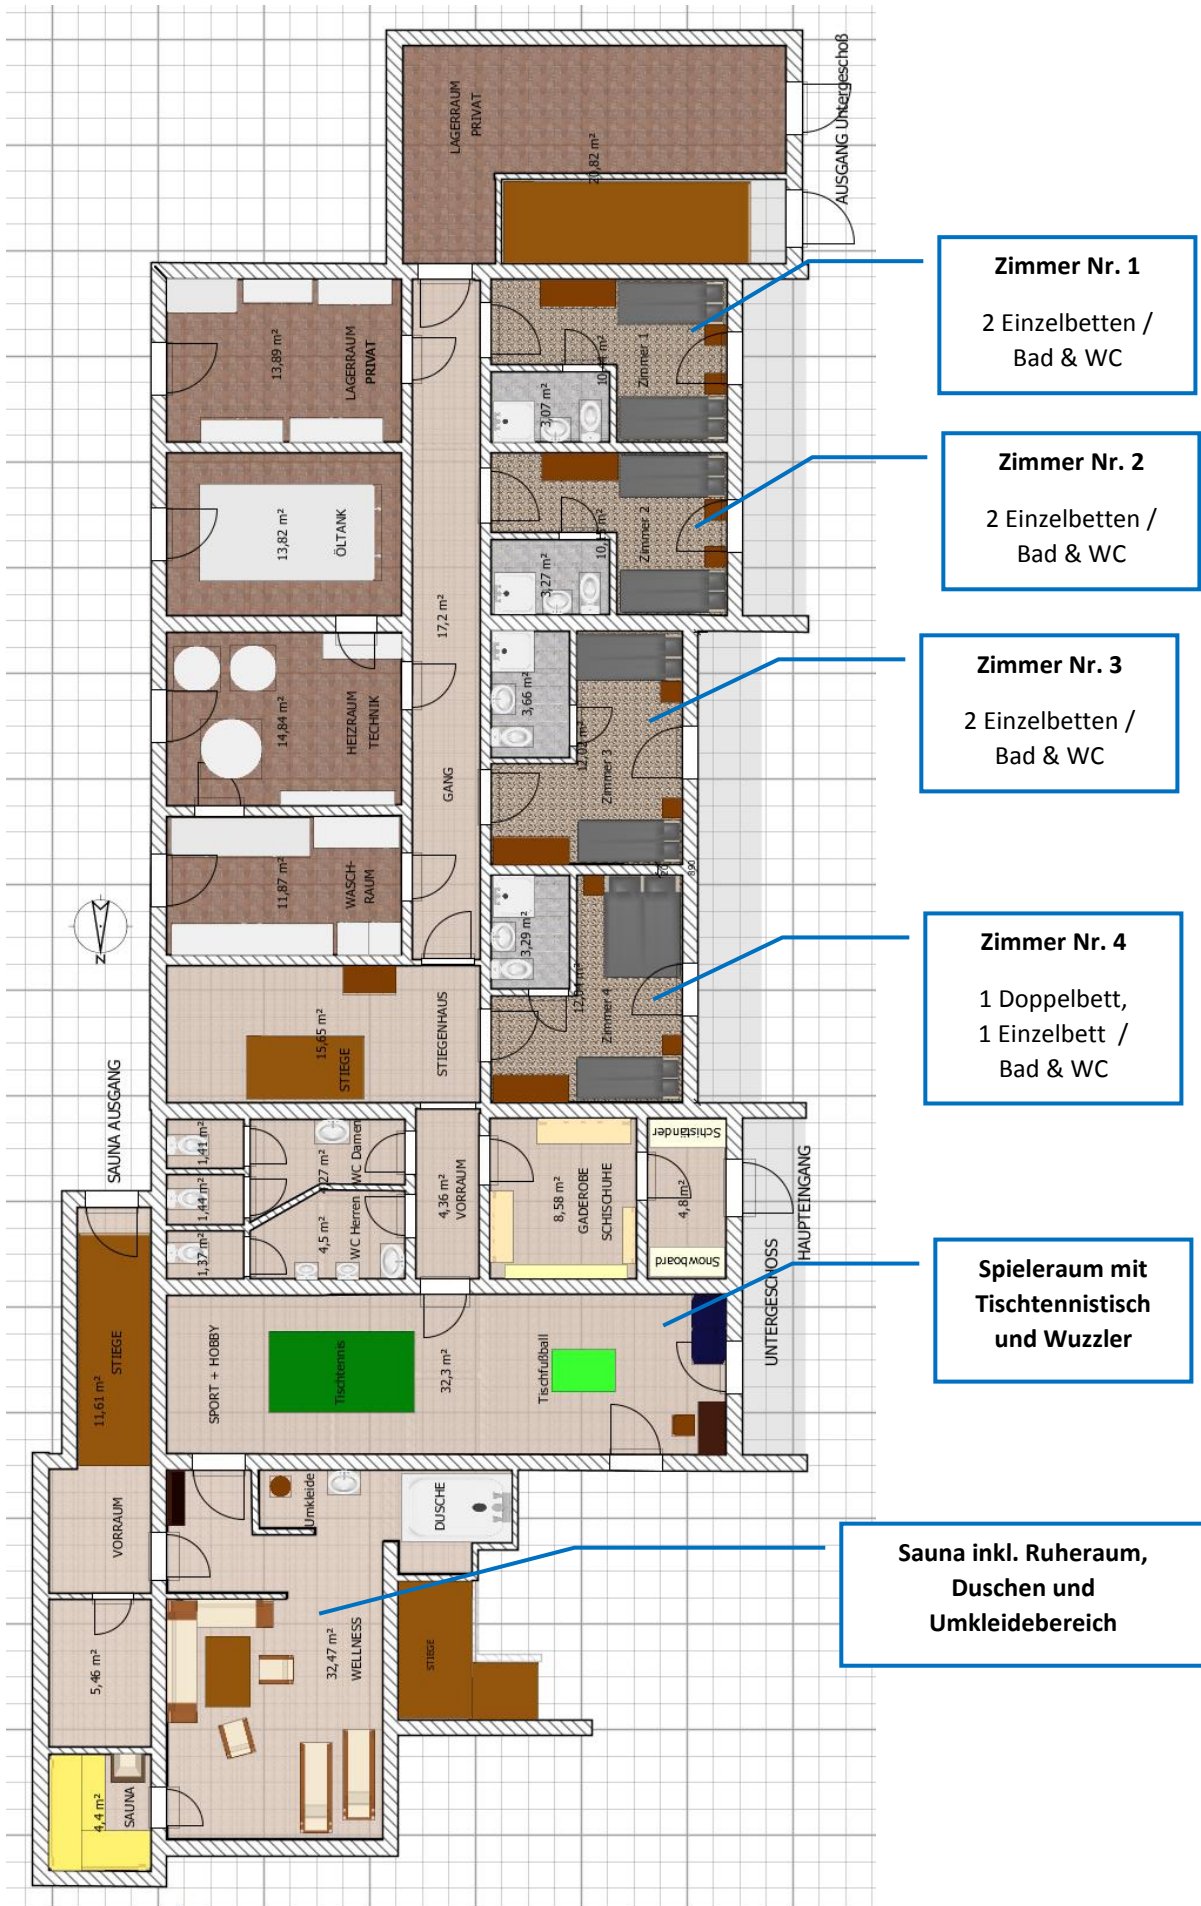 LAGERRAUM
PRIVAT
20,82 m²
AUSGANG Untergeschoß
Zimmer Nr. 1
2 Einzelbetten /
Bad & WC
13,89 m²
LAGERRAUM
PRIVAT
Zimmer 1
3,07 m²
Zimmer Nr. 2
2 Einzelbetten /
Bad & WC
13,82 m²
ÖLTANK
Zimmer 2
3,27 m²
17,2 m²
GANG
Zimmer Nr. 3
2 Einzelbetten /
Bad & WC
14,84 m²
HEIZRAUM
TECHNIK
3,66 m²
12,02 m²
Zimmer 3
11,87 m²
WASCH-
RAUM
N
Zimmer Nr. 4
1 Doppelbett,
1 Einzelbett /
Bad & WC
3,29 m²
Zimmer 4
15,65 m²
STIEGE
STIEGENHAUS
SAUNA AUSGANG
1,41 m²
1,44 m²
1,37 m²
4,27 m²
WC Damen
4,5 m²
WC Herren
4,36 m²
VORRAUM
8,58 m²
GADEROBE
SCHISCHUHE
Schiständer
4,8 m²
Snowboard
HAUPTEINGANG
UNTERGESCHOSS
Spieleraum mit
Tischtennistisch
und Wuzzler
11,61 m²
STIEGE
SPORT + HOBBY
Tischtennis
32,3 m²
Tischfußball
VORRAUM
Umkleide
DUSCHE
Sauna inkl. Ruheraum,
Duschen und
Umkleidebereich
5,46 m²
32,47 m²
WELLNESS
STIEGE
4,4 m²
SAUNA